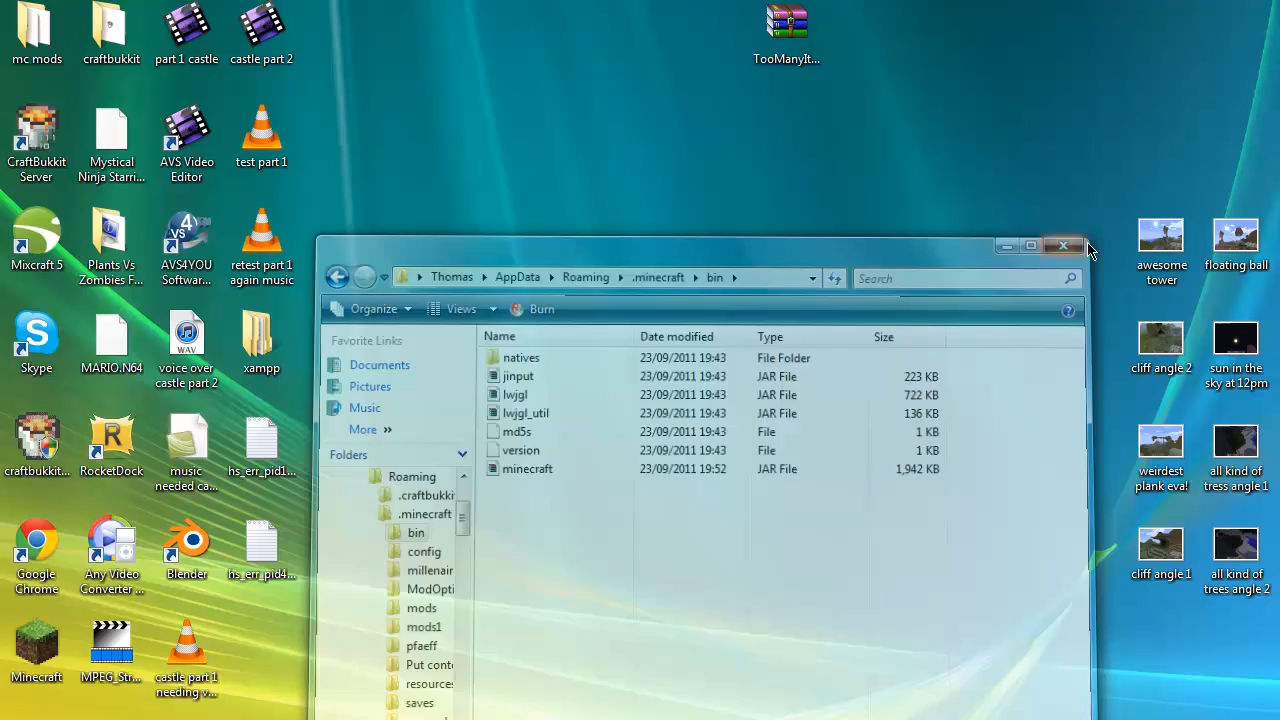 mc mods
craftbukkit
part 1 castle
castle part 2
TooManyIt...
CraftBukkit
Server
Mystical
Ninja Starri...
AVS Video
Editor
test part 1
Mixcraft 5
Plants Vs
Zombies F...
AVS4YOU
Softwar...
retest part 1
again music
Skype
MARIO.N64
WAV
voice over
castle part 2
xampp
craftbukkit...
RocketDock
music
needed ca...
hs_err_pid1...
Google
Chrome
Any Video
Converter ...
Blender
hs_err_pid4...
Minecraft
MPEG_Str...
castle part 1
needing v...
Thomas
AppData
Roaming
.minecraft
bin
Search
Organize
Views
Burn
Favorite Links
Documents
Pictures
Music
More
Folders
Roaming
.craftbukki
.minecraft
bin
config
millenair
ModOpti
mods
mods1
pfaeff
Put conte
resources
saves
Name Date modified Type Size
natives 23/09/2011 19:43 File Folder
jinput 23/09/2011 19:43 JAR File 223 KB
lwjgl 23/09/2011 19:43 JAR File 722 KB
lwjgl_util 23/09/2011 19:43 JAR File 136 KB
md5s 23/09/2011 19:43 File 1 KB
version 23/09/2011 19:43 File 1 KB
minecraft 23/09/2011 19:52 JAR File 1,942 KB
awesome
tower
floating ball
cliff angle 2
sun in the
sky at 12pm
weirdest
plank eva!
all kind of
tress angle 1
cliff angle 1
all kind of
trees angle 2